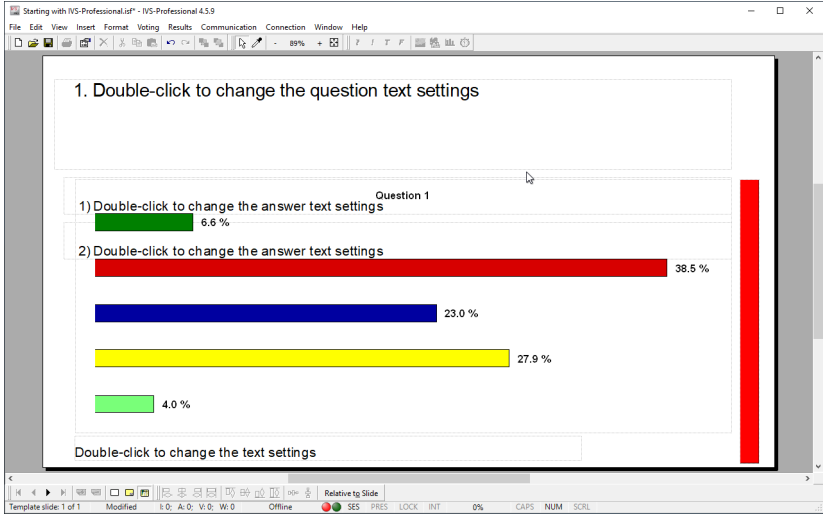 Starting with IVS-Professional.isf* - IVS-Professional 4.5.9
File Edit View Insert Format Voting Results Communication Connection Window Help
89%
1. Double-click to change the question text settings
Question 1
1) Double-click to change the answer text settings
6.6 %
2) Double-click to change the answer text settings
38.5 %
23.0 %
27.9 %
4.0 %
Double-click to change the text settings
Relative to Slide
Template slide: 1 of 1 Modified I: 0; A: 0; V: 0; W: 0 Offline SES PRES LOCK INT 0% CAPS NUM SCRL